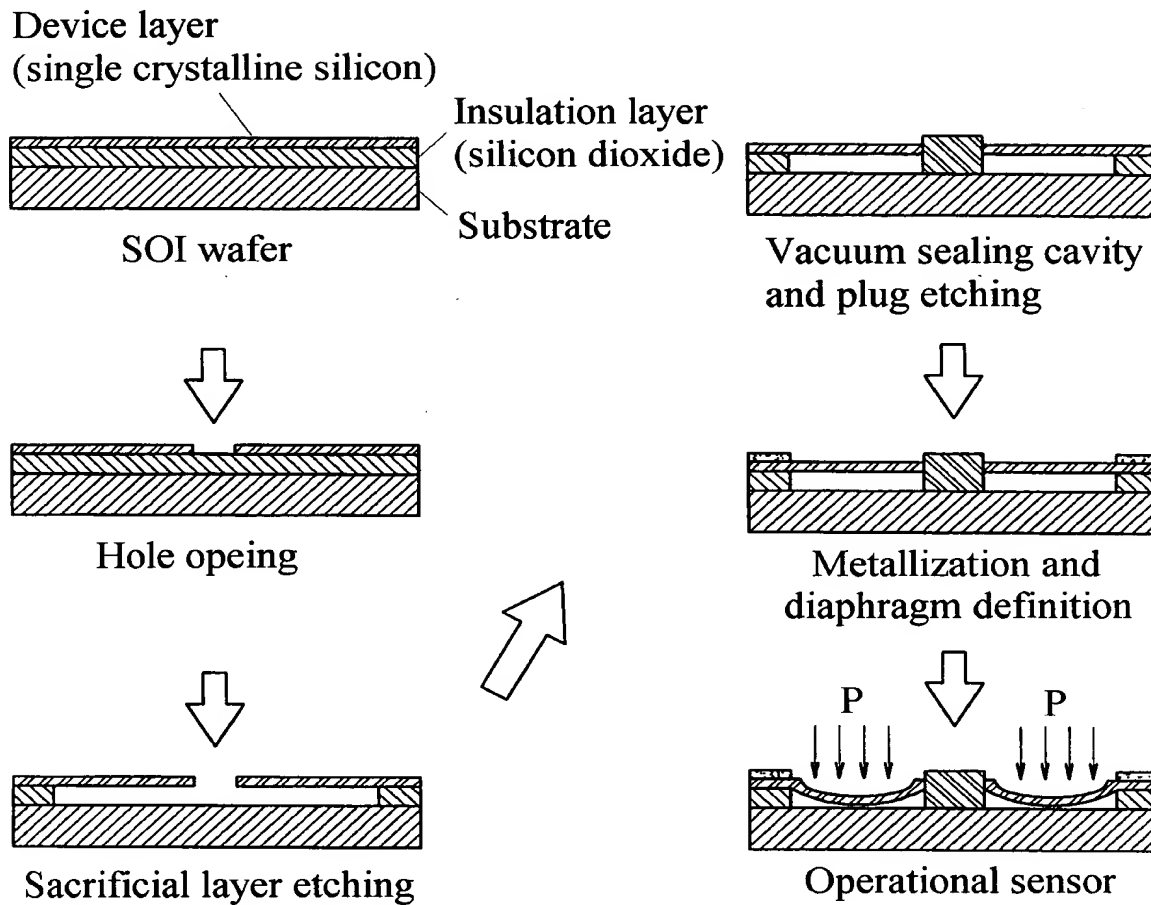 Device layer
(single crystalline silicon)
Insulation layer
(silicon dioxide)
Substrate
SOI wafer
Hole opeing
Sacrificial layer etching
Vacuum sealing cavity
and plug etching
Metallization and
diaphragm definition
P P
Operational sensor